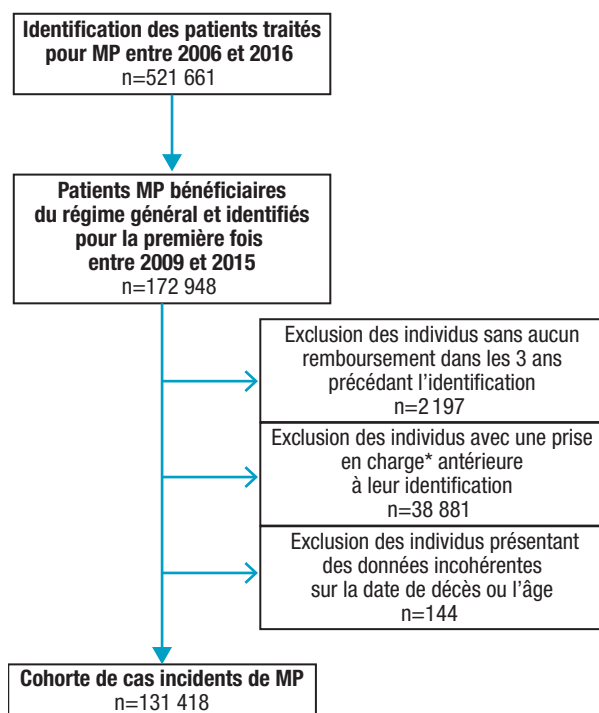 Identification des patients traités
pour MP entre 2006 et 2016
n=521 661
Patients MP bénéficiaires
du régime général et identifiés
pour la première fois
entre 2009 et 2015
n=172 948
Exclusion des individus sans aucun
remboursement dans les 3 ans
précédant l’identification
n=2 197
Exclusion des individus avec une prise
en charge* antérieure
à leur identification
n=38 881
Exclusion des individus présentant
des données incohérentes
sur la date de décès ou l’âge
n=144
Cohorte de cas incidents de MP
n=131 418